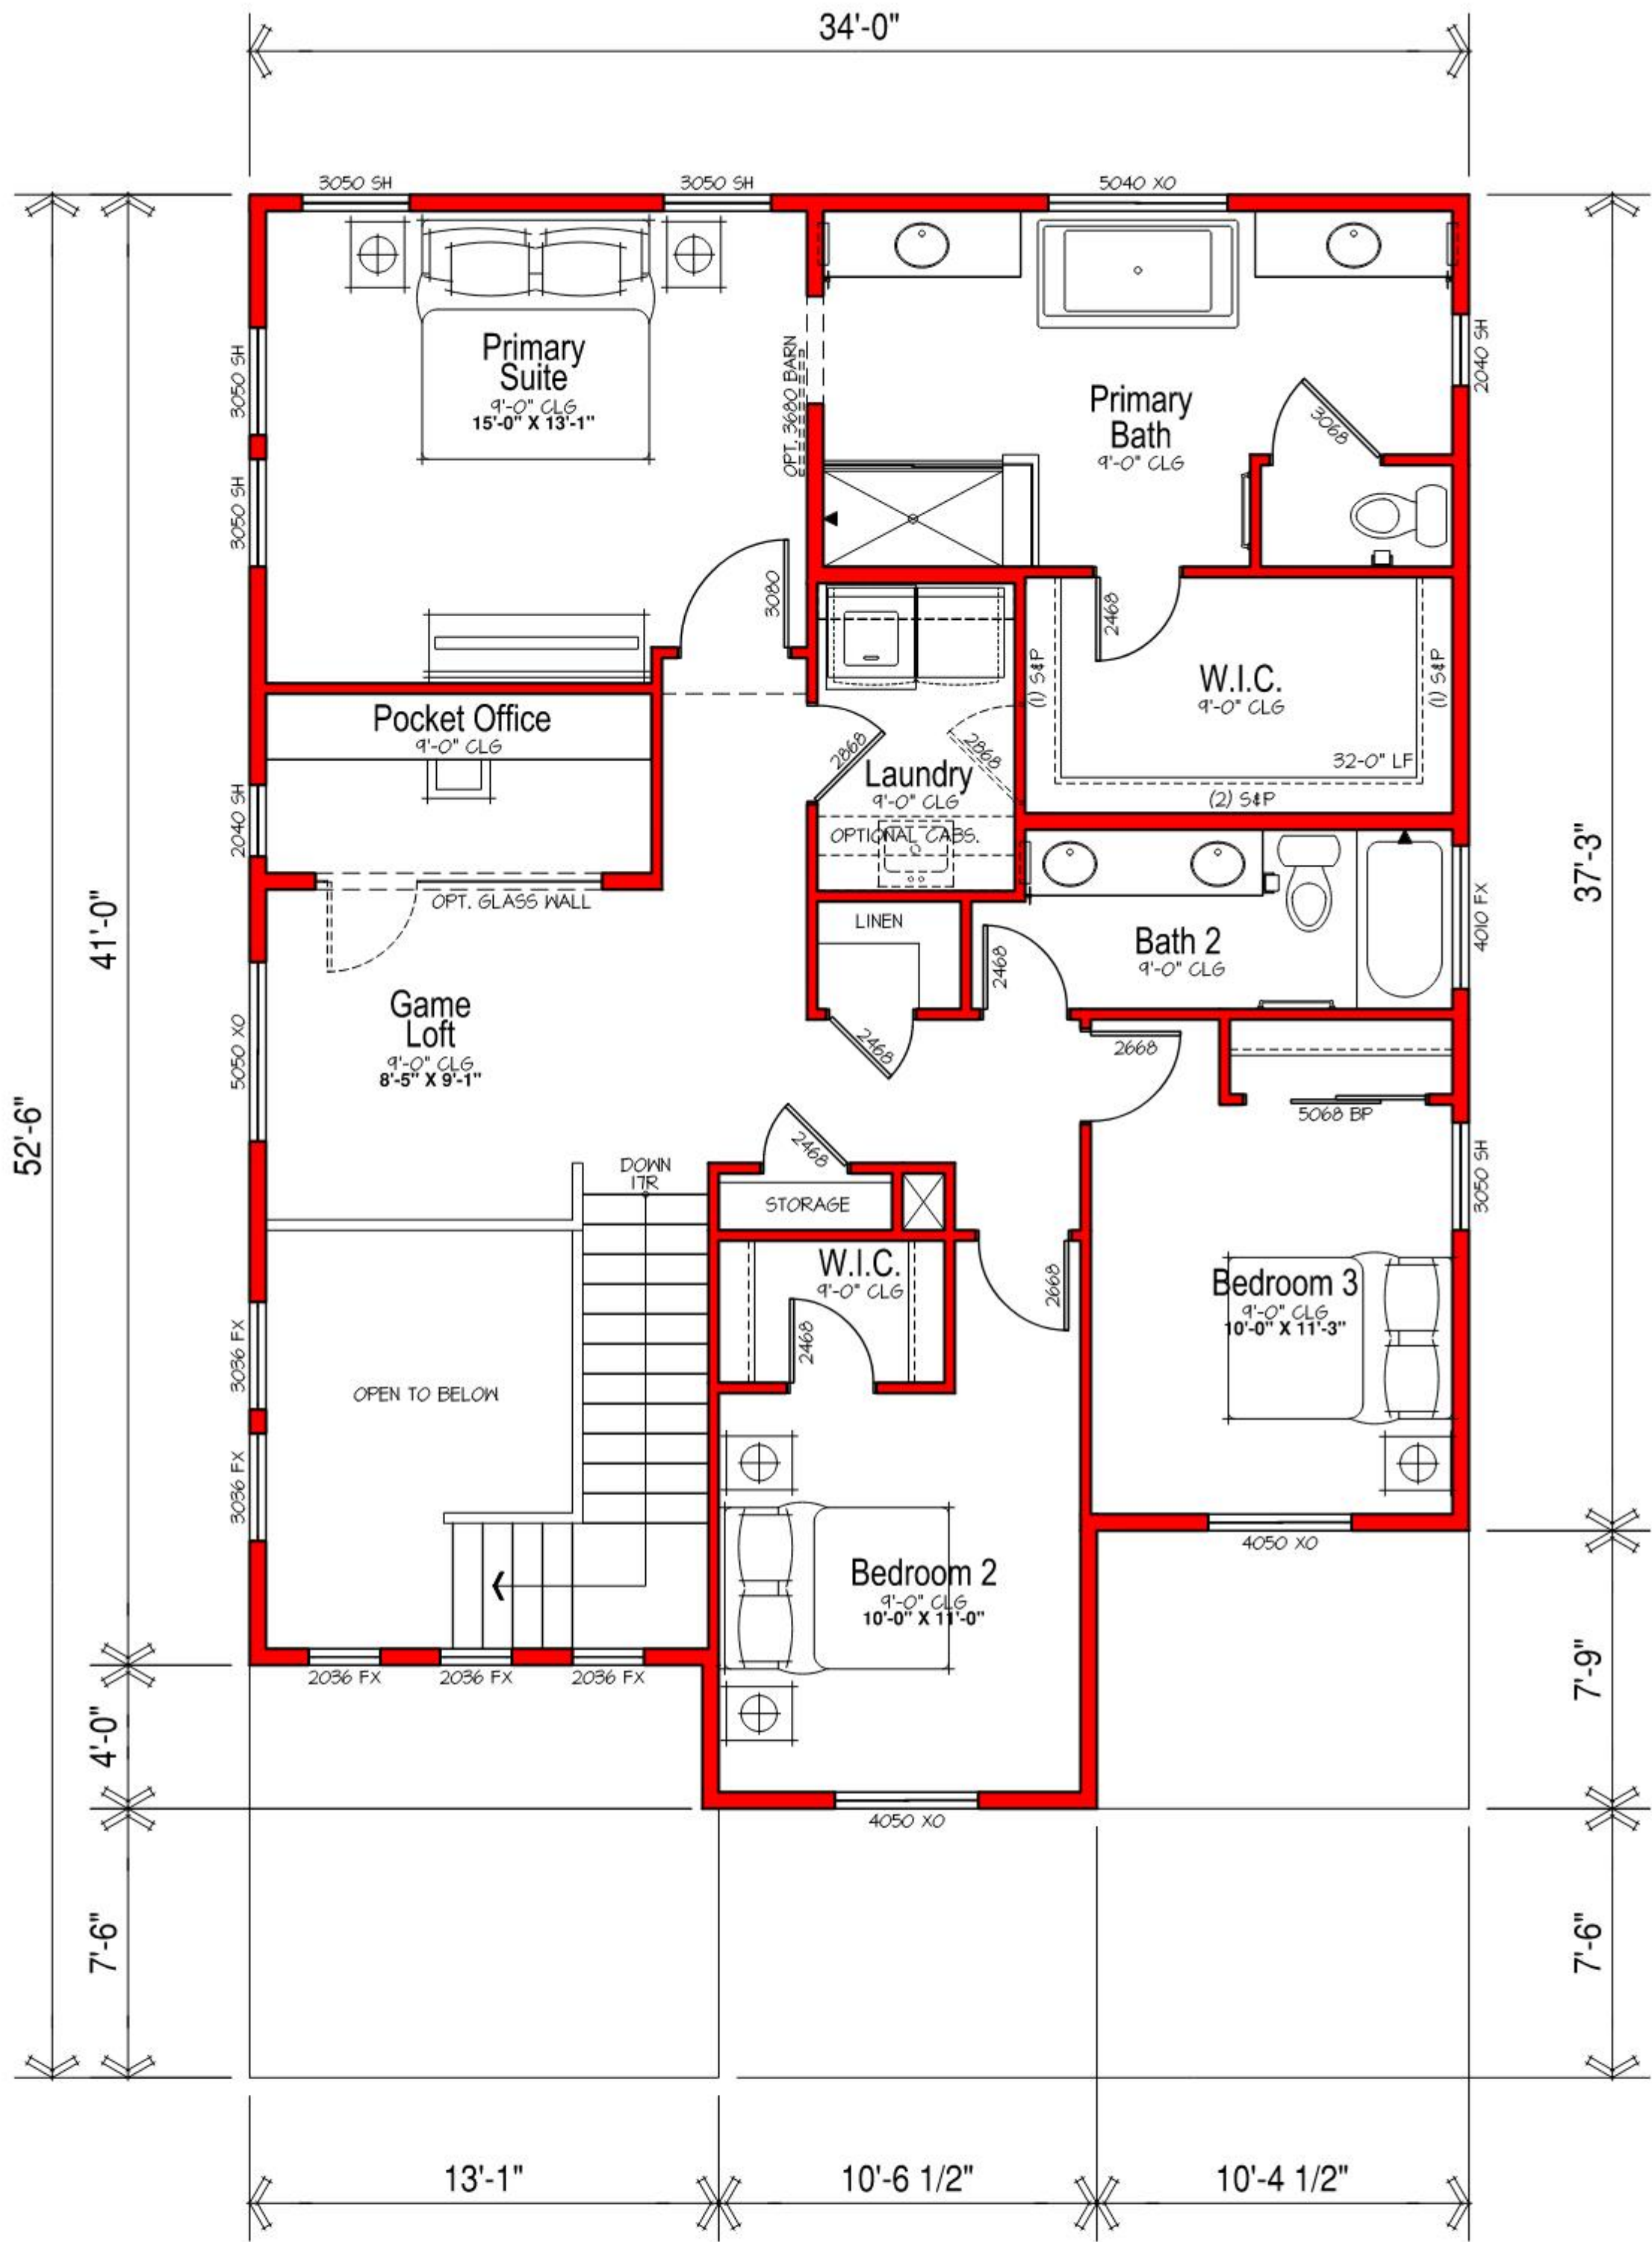 34'-0"
3050 SH
3050 SH
5040 XO
3050 SH
3050 SH
Primary
Suite
9'-0" CLG
15'-0" X 13'-1"
OPT. 3680 BARN
Primary
Bath
9'-0" CLG
3068
2040 SH
3080
2468
Pocket Office
9'-0" CLG
2040 SH
OPT. GLASS WALL
2868
2868
Laundry
9'-0" CLG
OPTIONAL CABS.
(1) S&P
W.I.C.
9'-0" CLG
(1) S&P
32-0" LF
(2) S&P
37'-3"
41'-0"
52'-6"
LINEN
2468
2468
Bath 2
9'-0" CLG
4010 FX
Game
Loft
9'-0" CLG
8'-5" X 9'-1"
5050 XO
2668
5068 BP
3050 SH
DOWN
17R
2468
STORAGE
W.I.C.
9'-0" CLG
2468
2668
Bedroom 3
9'-0" CLG
10'-0" X 11'-3"
3036 FX
3036 FX
OPEN TO BELOW
4050 XO
Bedroom 2
9'-0" CLG
10'-0" X 11'-0"
2036 FX
2036 FX
2036 FX
4'-0"
7'-9"
4050 XO
7'-6"
7'-6"
13'-1"
10'-6 1/2"
10'-4 1/2"